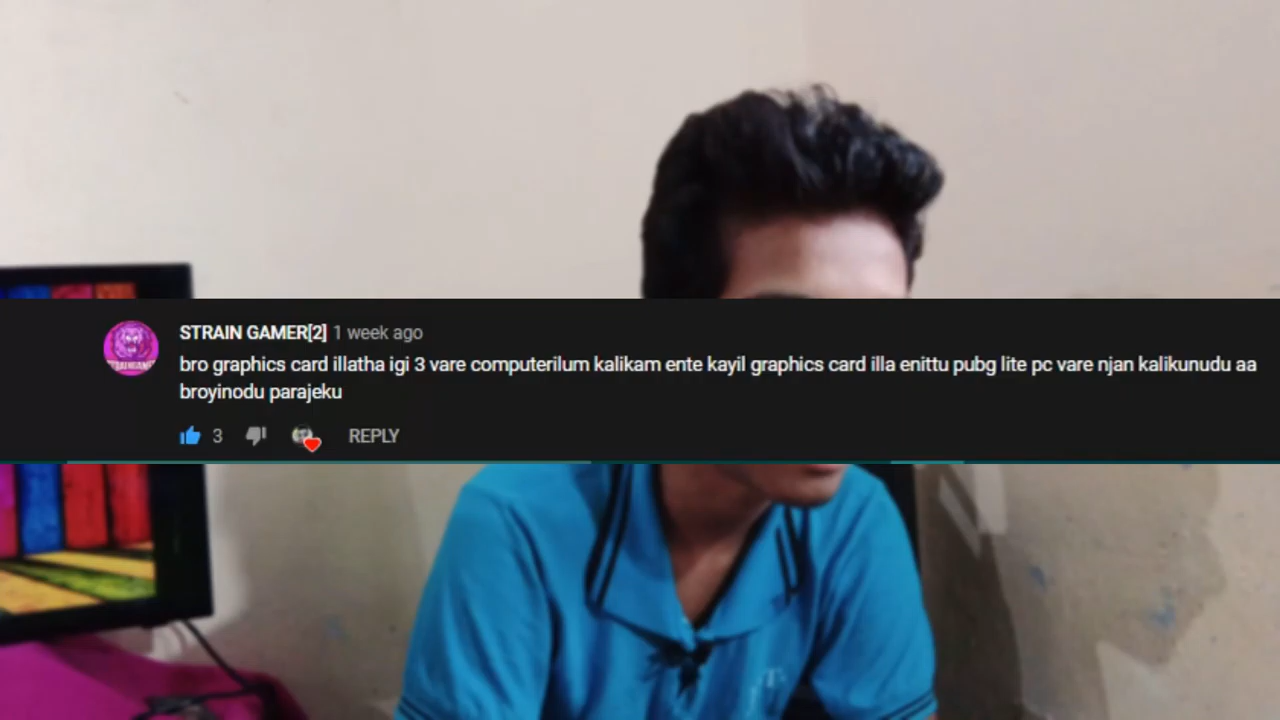 STRAIN GAMER[2] 1 week ago
bro graphics card illatha igi 3 vare computerilum kalikam ente kayil graphics card illa enittu pubg lite pc vare njan kalikunudu aa
broyinodu parajeku
3 REPLY